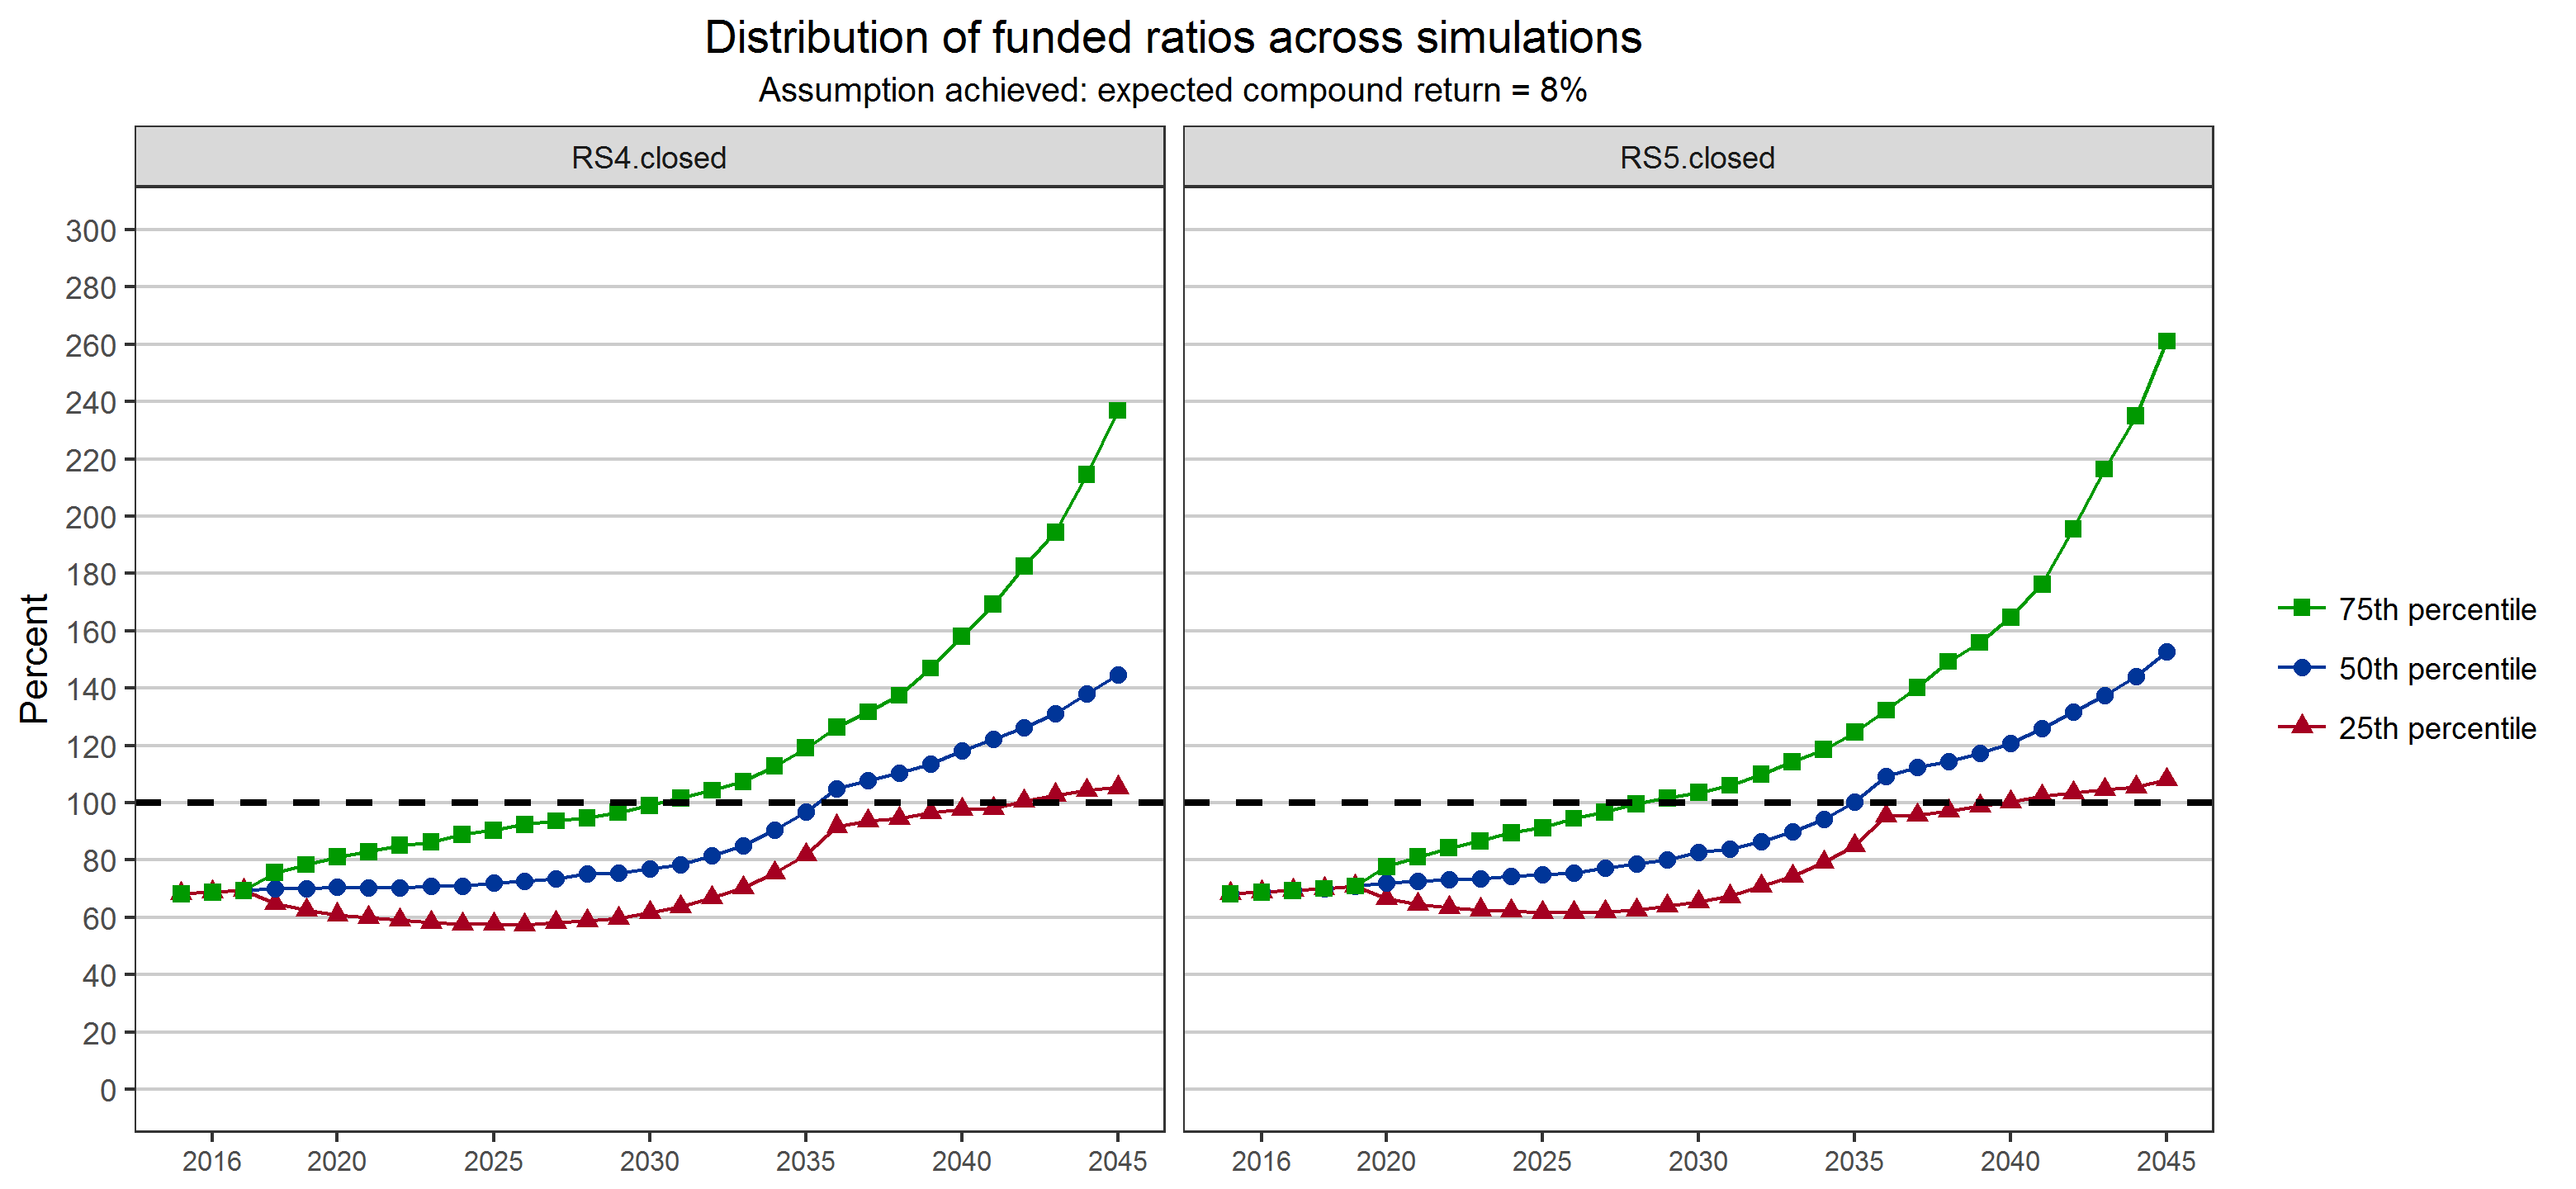 Distribution of funded ratios across simulations
Assumption achieved: expected compound return = 8%
RS4.closed
RS5.closed
Percent
300
280
260
240
220
200
180
160
140
120
100
80
60
40
20
0
2016 2020 2025 2030 2035 2040 2045
2016 2020 2025 2030 2035 2040 2045
75th percentile
50th percentile
25th percentile